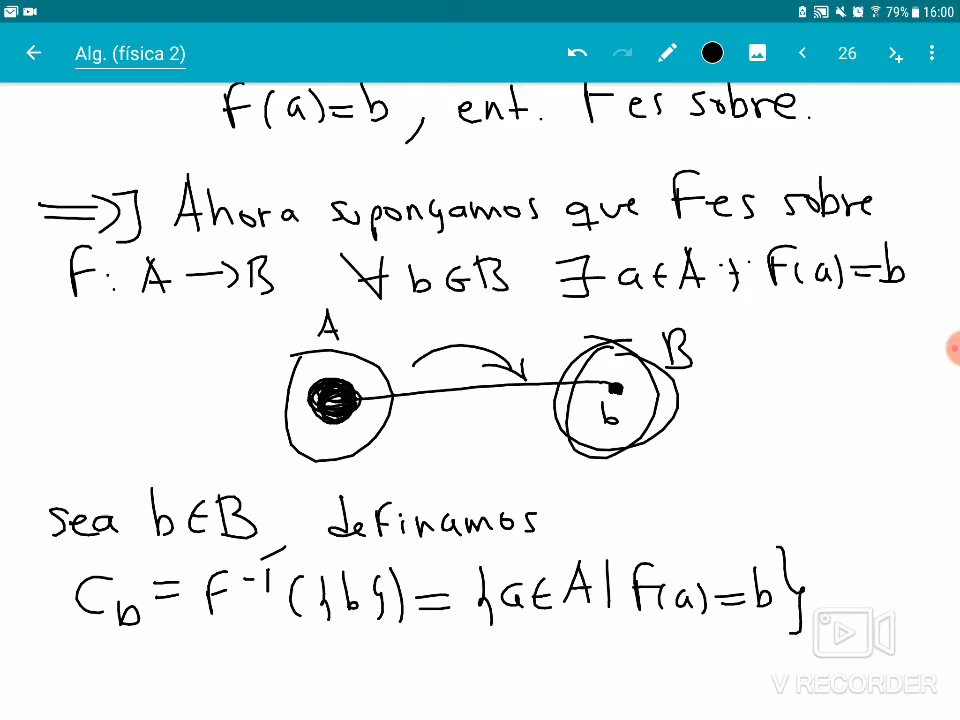 79% 16:00
Alg. (física 2) 26
F(a)=b, ent. F es sobre.
⟹] Ahora supongamos que F es sobre
F: A → B ∀ b ∈ B ∃ a ∈ A ·)· F(a)=b
A
B
b
sea b ∈ B definamos
C_b = F^{-1}({b}) = {a ∈ A | F(a) = b}
V RECORDER